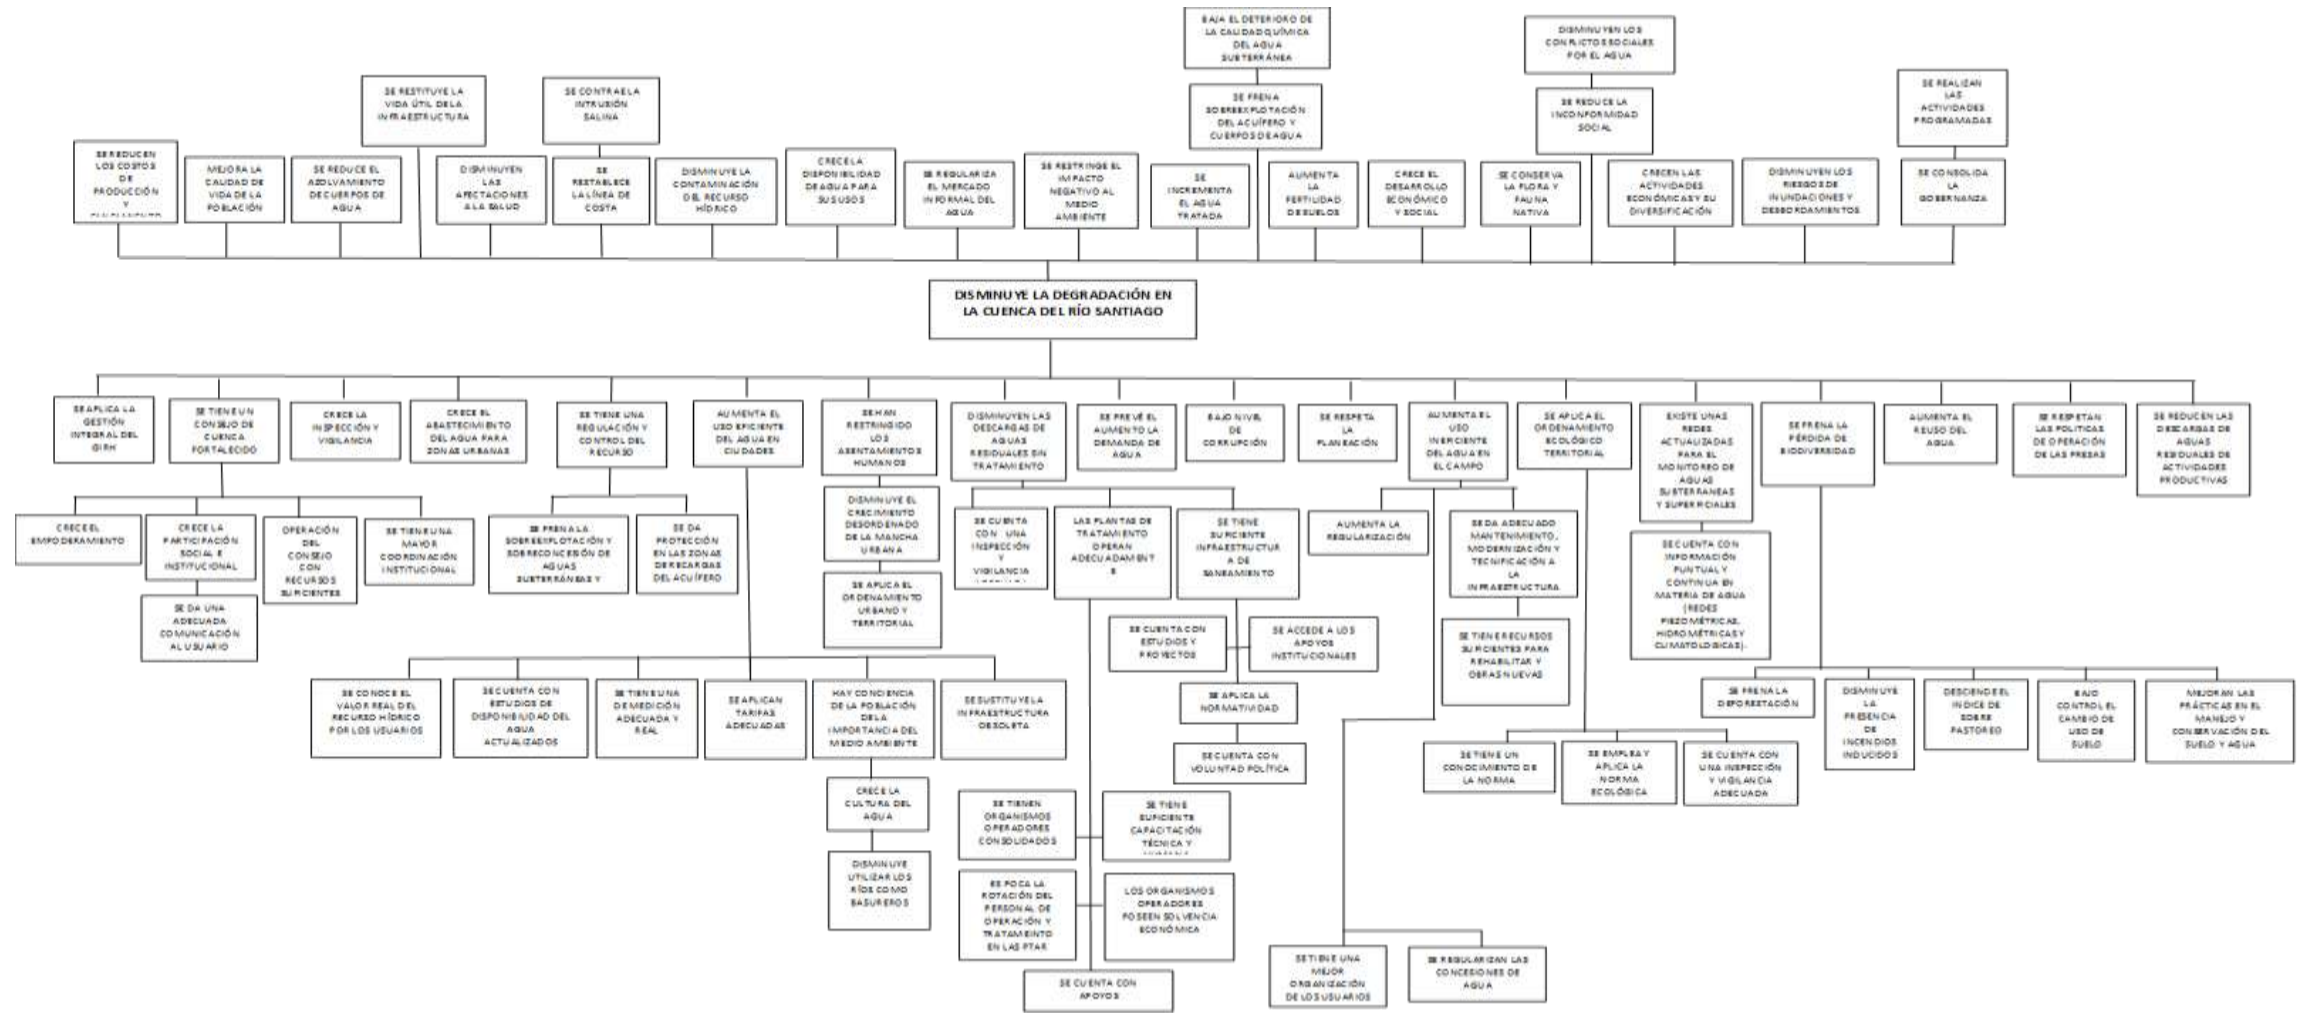 BAJA EL DETERIORO DE
LA CALIDAD QUÍMICA
DEL AGUA
SUBTERRÁNEA
DISMINUYEN LOS
CONFLICTOS SOCIALES
POR EL AGUA
SE RESTITUYE LA
VIDA ÚTIL DE LA
INFRAESTRUCTURA
SE CONTRAE LA
INTRUSIÓN
SALINA
SE FRENA
SOBREEXPLOTACIÓN
DEL ACUÍFERO Y
CUERPOS DE AGUA
SE REDUCE LA
INCONFORMIDAD
SOCIAL
SE REALIZAN
LAS
ACTIVIDADES
PROGRAMADAS
SE REDUCEN
LOS COSTOS
DE
PRODUCCIÓN
Y
MEJORA LA
CALIDAD DE
VIDA DE LA
POBLACIÓN
SE REDUCE EL
AZOLVAMIENTO
DE CUERPOS DE
AGUA
DISMINUYEN
LAS
AFECTACIONES
A LA SALUD
SE
RESTABLECE
LA LÍNEA DE
COSTA
DISMINUYE LA
CONTAMINACIÓN
DEL RECURSO
HÍDRICO
CRECE LA
DISPONIBILIDAD
DE AGUA PARA
SUS USOS
SE REGULARIZA
EL MERCADO
INFORMAL DEL
AGUA
SE RESTRINGE EL
IMPACTO
NEGATIVO AL
MEDIO
AMBIENTE
SE
INCREMENTA
EL AGUA
TRATADA
AUMENTA
LA
FERTILIDAD
DE SUELOS
CRECE EL
DESARROLLO
ECONÓMICO
Y SOCIAL
SE CONSERVA
LA FLORA Y
FAUNA
NATIVA
CRECEN LAS
ACTIVIDADES
ECONÓMICAS Y SU
DIVERSIFICACIÓN
DISMINUYEN LOS
RIESGOS DE
INUNDACIONES Y
DESBORDAMIENTOS
SE CONSOLIDA
LA
GOBERNANZA
DISMINUYE LA DEGRADACIÓN EN
LA CUENCA DEL RÍO SANTIAGO
SE APLICA LA
GESTIÓN
INTEGRAL DEL
GIRH
SE TIENE UN
CONSEJO DE
CUENCA
FORTALECIDO
CRECE LA
INSPECCIÓN Y
VIGILANCIA
CRECE EL
ABASTECIMIENTO
DEL AGUA PARA
ZONAS URBANAS
SE TIENE UNA
REGULACIÓN Y
CONTROL DEL
RECURSO
AUMENTA EL
USO EFICIENTE
DEL AGUA EN
CIUDADES
SE HAN
RESTRINGIDO
LOS
ASENTAMIENTOS
HUMANOS
DISMINUYEN LAS
DESCARGAS DE
AGUAS
RESIDUALES SIN
TRATAMIENTO
SE PREVÉ EL
AUMENTO LA
DEMANDA DE
AGUA
BAJO NIVEL
DE
CORRUPCIÓN
SE RESPETA
LA
PLANEACIÓN
AUMENTA EL
USO
INERCIENTE
DEL AGUA EN
EL CAMPO
SE APLICA EL
ORDENAMIENTO
ECOLÓGICO
TERRITORIAL
EXISTE UNAS
REDES
ACTUALIZADAS
PARA EL
MONITOREO DE
AGUAS
SUBTERRANEAS
Y SUPERFICIALES
SE FRENA LA
PÉRDIDA DE
BIODIVERSIDAD
AUMENTA EL
REUSO DEL
AGUA
SE RESPETAN
LAS POLITICAS
DE OPERACIÓN
DE LAS PRESAS
SE REDUCEN LAS
DESCARGAS DE
AGUAS
RESIDUALES DE
ACTIVIDADES
PRODUCTIVAS
CRECE EL
EMPODERAMIENTO
CRECE LA
PARTICIPACIÓN
SOCIAL E
INSTITUCIONAL
OPERACIÓN
DEL
CONSEJO
CON
RECURSOS
SUFICIENTES
SE TIENE UNA
MAYOR
COORDINACIÓN
INSTITUCIONAL
SE DA UNA
ADECUADA
COMUNICACIÓN
AL USUARIO
SE FRENA LA
SOBREEXPLOTACIÓN Y
SOBRECONCESIÓN DE
AGUAS
SUBTERRÁNEAS Y
SE DA
PROTECCIÓN
EN LAS ZONAS
DE RECARGAS
DEL ACUÍFERO
DISMINUYE EL
CRECIMIENTO
DESORDENADO
DE LA MANCHA
URBANA
SE APLICA EL
ORDENAMIENTO
URBANO Y
TERRITORIAL
SE CUENTA
CON UNA
INSPECCIÓN
Y
VIGILANCIA
LAS PLANTAS DE
TRATAMIENTO
OPERAN
ADECUADAMENT
E
SE TIENE
SUFICIENTE
INFRAESTRUCTUR
A DE
SANEAMIENTO
AUMENTA LA
REGULARIZACIÓN
SE DA ADECUADO
MANTENIMIENTO,
MODERNIZACIÓN Y
TECNIFICACIÓN A
LA
INFRAESTRUCTURA
SE CUENTA CON
INFORMACIÓN
PUNTUAL Y
CONTINUA EN
MATERIA DE AGUA
(REDES
PIEZOMÉTRICAS,
HIDROMÉTRICAS Y
CLIMATOLOGICAS).
SE CUENTA CON
ESTUDIOS Y
PROYECTOS
SE ACCEDE A LOS
APOYOS
INSTITUCIONALES
SE TIENE RECURSOS
SUFICIENTES PARA
REHABILITAR Y
OBRAS NUEVAS
SE CONOCE EL
VALOR REAL DEL
RECURSO HÍDRICO
POR LOS USUARIOS
SE CUENTA CON
ESTUDIOS DE
DISPONIBILIDAD DEL
AGUA
ACTUALIZADOS
SE TIENE UNA
DE MEDICIÓN
ADECUADA Y
REAL
SE APLICAN
TARIFAS
ADECUADAS
HAY CONCIENCIA
DE LA POBLACIÓN
DE LA
IMPORTANCIA DEL
MEDIO AMBIENTE
SE SUSTITUYE LA
INFRAESTRUCTURA
OBSOLETA
SE APLICA LA
NORMATIVIDAD
SE CUENTA CON
VOLUNTAD POLÍTICA
SE FRENA LA
DEFORESTACIÓN
DISMINUYE
LA
PRESENCIA
DE
INCENDIOS
INDUCIDOS
DESCIENDE EL
INDICE DE
SOBRE
PASTOREO
BAJO
CONTROL EL
CAMBIO DE
USO DE
SUELO
MEJORAN LAS
PRÁCTICAS EN EL
MANEJO Y
CONSERVACIÓN DEL
SUELO Y AGUA
SE TIENE UN
CONOCIMIENTO DE
LA NORMA
SE EMPLEA Y
APLICA LA
NORMA
ECOLÓGICA
SE CUENTA CON
UNA INSPECCIÓN
Y VIGILANCIA
ADECUADA
CRECE LA
CULTURA DEL
AGUA
DISMINUYE
UTILIZAR LOS
RÍOS COMO
BASUREROS
SE TIENEN
ORGANISMOS
OPERADORES
CONSOLIDADOS
SE TIENE
SUFICIENTE
CAPACITACIÓN
TÉCNICA Y
ES POCA LA
ROTACIÓN DEL
PERSONAL DE
OPERACIÓN Y
TRATAMEINTO
EN LAS PTAR
LOS ORGANISMOS
OPERADORES
POSEEN SOLVENCIA
ECONÓMICA
SE CUENTA CON
APOYOS
SE TIENE UNA
MEJOR
ORGANIZACIÓN
DE LOS USUARIOS
SE REGULARIZAN LAS
CONCESIONES DE
AGUA